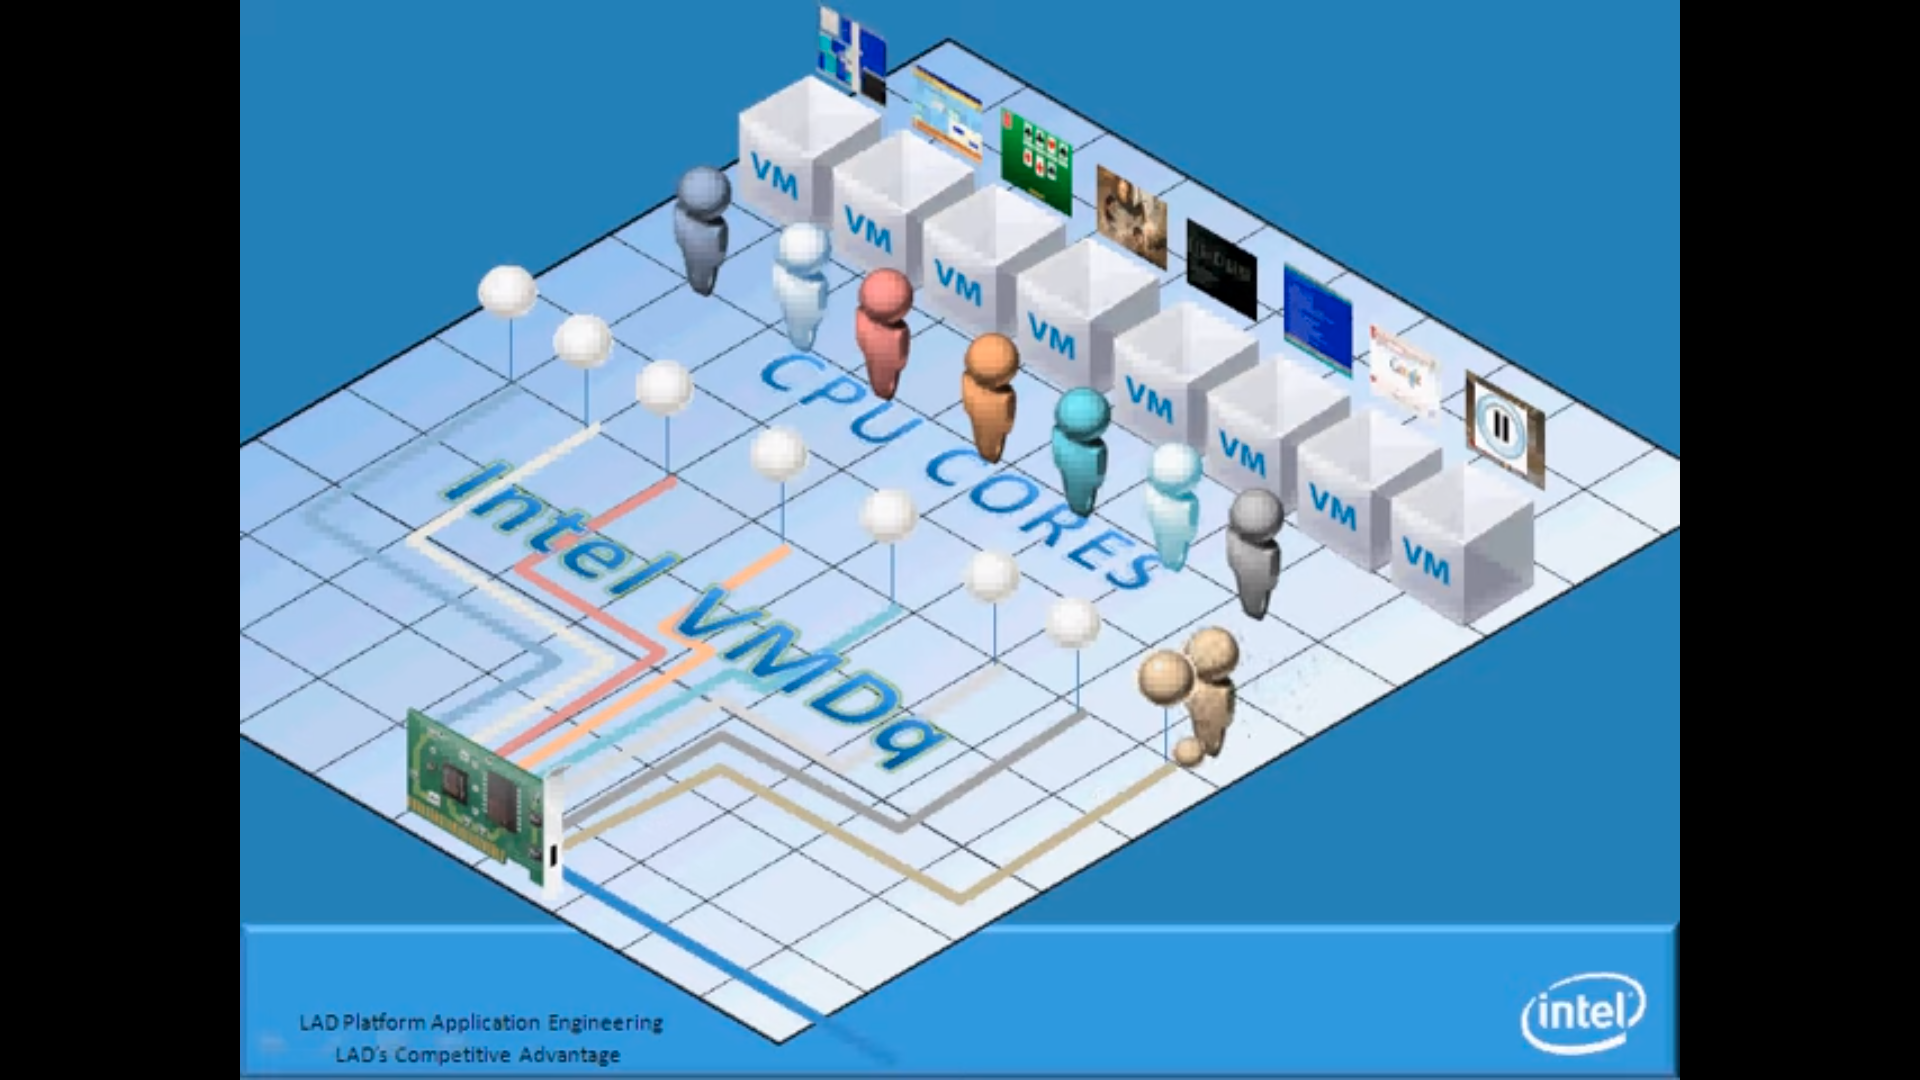 VM
VM
VM
VM
VM
VM
VM
VM
Google
CPU CORES
Intel VMDq
LAD Platform Application Engineering
LAD's Competitive Advantage
intel